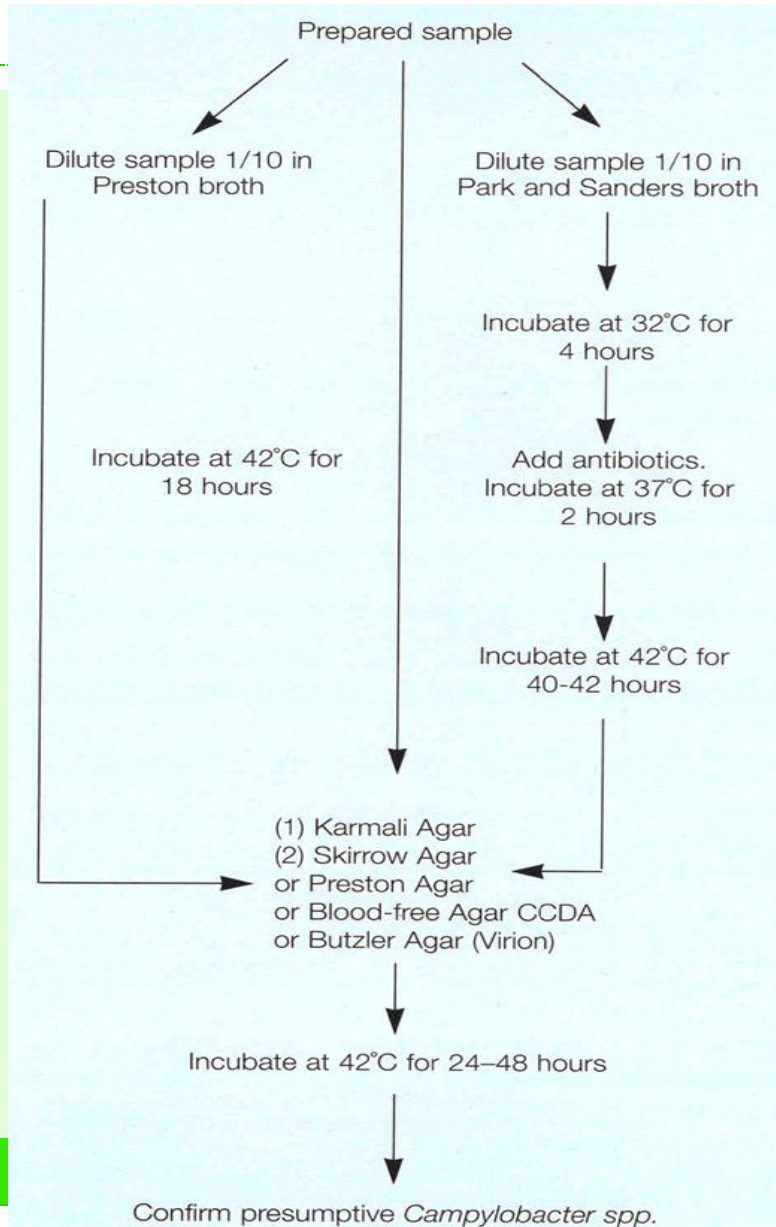 Prepared sample
Dilute sample 1/10 in
Preston broth
Dilute sample 1/10 in
Park and Sanders broth
Incubate at 32°C for
4 hours
Incubate at 42°C for
18 hours
Add antibiotics.
Incubate at 37°C for
2 hours
Incubate at 42°C for
40-42 hours
(1) Karmali Agar
(2) Skirrow Agar
or Preston Agar
or Blood-free Agar CCDA
or Butzler Agar (Virion)
Incubate at 42°C for 24–48 hours
Confirm presumptive Campylobacter spp.